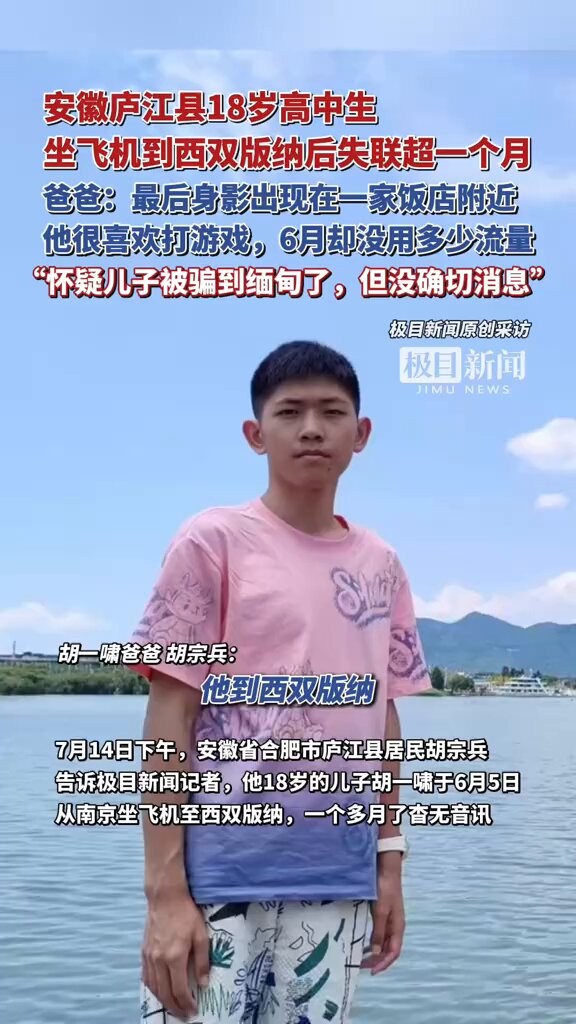 安徽庐江县18岁高中生
坐飞机到西双版纳后失联超一个月
爸爸：最后身影出现在一家饭店附近
他很喜欢打游戏，6月却没用多少流量
“怀疑儿子被骗到缅甸了，但没确切消息”
极目新闻原创采访
极目新闻
JIMU NEWS
胡一啸爸爸 胡宗兵：
他到西双版纳
7月14日下午，安徽省合肥市庐江县居民胡宗兵
告诉极目新闻记者，他18岁的儿子胡一啸于6月5日
从南京坐飞机至西双版纳，一个多月了杳无音讯